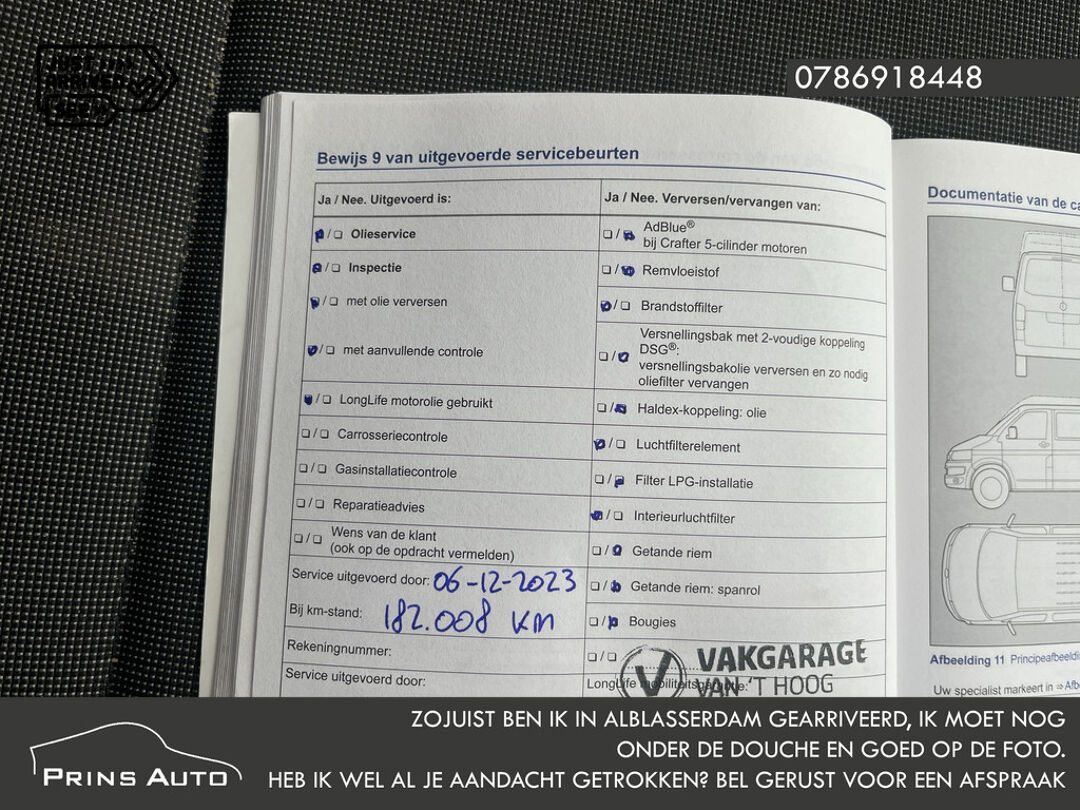 JUST IN
0786918448
Bewijs 9 van uitgevoerde servicebeurten
Ja / Nee. Uitgevoerd is:
Ja / Nee. Verversen/vervangen van:
Olieservice
Inspectie
met olie verversen
met aanvullende controle
LongLife motorolie gebruikt
Carrosseriecontrole
Gasinstallatiecontrole
Reparatieadvies
Wens van de klant
(ook op de opdracht vermelden)
Service uitgevoerd door: 06-12-2023
Bij km-stand: 182.008 KM
Rekeningnummer:
Service uitgevoerd door:
AdBlue®
bij Crafter 5-cilinder motoren
Remvloeistof
Brandstoffilter
Versnellingsbak met 2-voudige koppeling
DSG®:
versnellingsbakolie verversen en zo nodig
oliefilter vervangen
Haldex-koppeling: olie
Luchtfilterelement
Filter LPG-installatie
Interieurluchtfilter
Getande riem
Getande riem: spanrol
Bougies
VAKGARAGE
VAN 'T HOOG
Documentatie van de
Afbeelding 11
Uw specialist markeert in
PRINS AUTO
ZOJUIST BEN IK IN ALBLASSERDAM GEARRIVEERD, IK MOET NOG
ONDER DE DOUCHE EN GOED OP DE FOTO.
HEB IK WEL AL JE AANDACHT GETROKKEN? BEL GERUST VOOR EEN AFSPRAAK